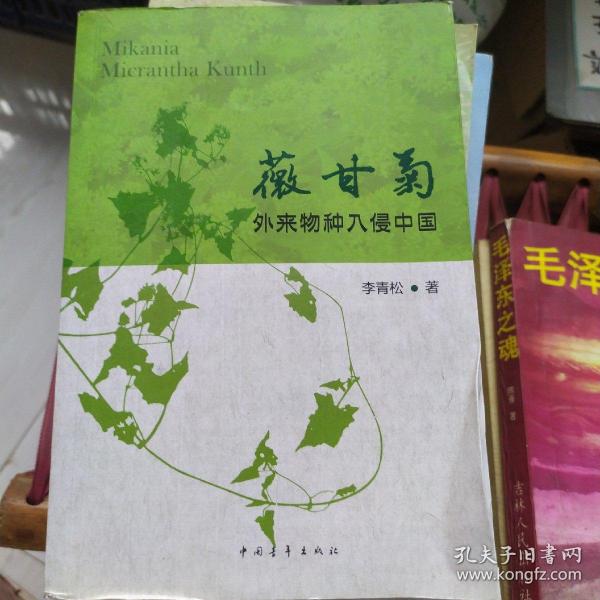 Mikania
Micrantha Kunth
薇甘菊
外来物种入侵中国
李青松 • 著
中国青年出版社
毛泽东之魂
著
吉林人民出版社
毛泽
孔夫子旧书网
www.kongfz.com